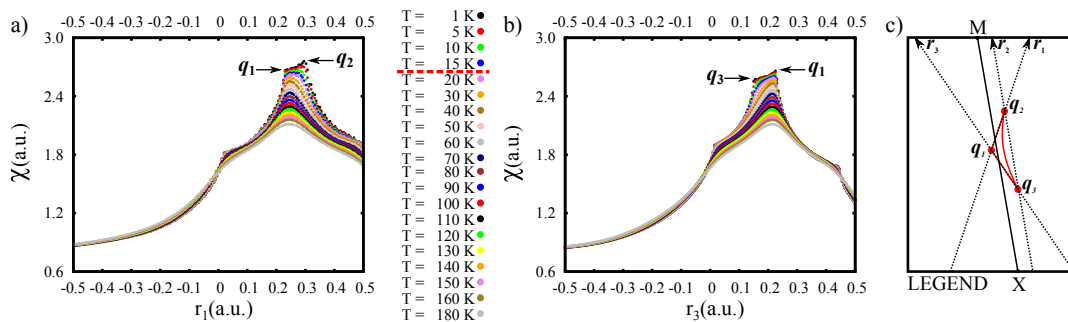 a)
-0.5 -0.4 -0.3 -0.2 -0.1 0 0.1 0.2 0.3 0.4 0.5
3.0
2.4
1.8
1.2
0.6
χ(a.u.)
q1
q2
-0.5 -0.4 -0.3 -0.2 -0.1 0 0.1 0.2 0.3 0.4 0.5
r1(a.u.)
T = 1 K
T = 5 K
T = 10 K
T = 15 K
T = 20 K
T = 30 K
T = 40 K
T = 50 K
T = 60 K
T = 70 K
T = 80 K
T = 90 K
T = 100 K
T = 110 K
T = 120 K
T = 130 K
T = 140 K
T = 150 K
T = 160 K
T = 180 K
b)
-0.5 -0.4 -0.3 -0.2 -0.1 0 0.1 0.2 0.3 0.4 0.5
3.0
2.4
1.8
1.2
0.6
χ(a.u.)
q3
q1
-0.5 -0.4 -0.3 -0.2 -0.1 0 0.1 0.2 0.3 0.4 0.5
r3(a.u.)
c)
M
r3 r2 r1
q2
q1
q3
LEGEND X